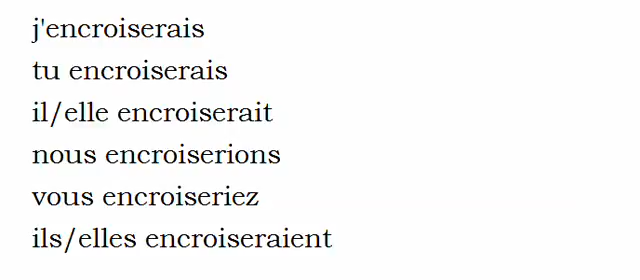 j'encroiserais
tu encroiserais
il/elle encroiserait
nous encroiserions
vous encroiseriez
ils/elles encroiseraient